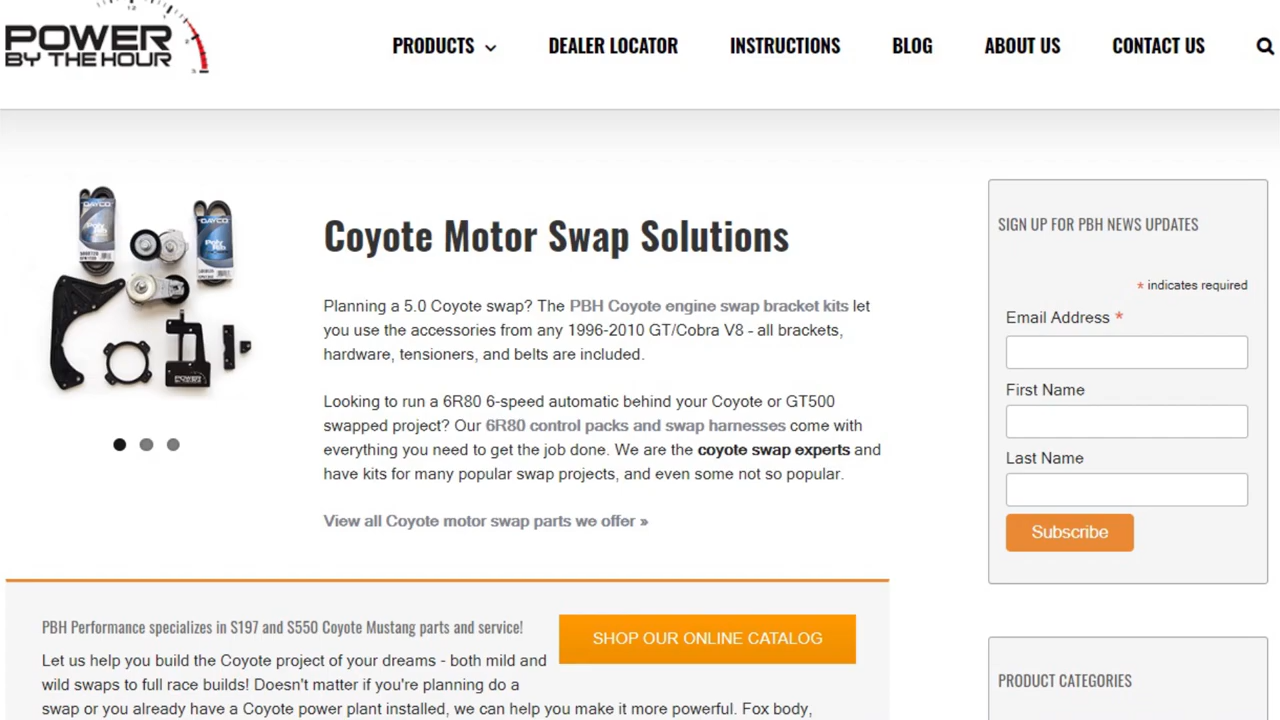 POWER
BY THE HOUR
PRODUCTS
DEALER LOCATOR
INSTRUCTIONS
BLOG
ABOUT US
CONTACT US
DAYCO
DAYCO
Poly Rib
POWER
Coyote Motor Swap Solutions
Planning a 5.0 Coyote swap? The PBH Coyote engine swap bracket kits let
you use the accessories from any 1996-2010 GT/Cobra V8 - all brackets,
hardware, tensioners, and belts are included.
Looking to run a 6R80 6-speed automatic behind your Coyote or GT500
swapped project? Our 6R80 control packs and swap harnesses come with
everything you need to get the job done. We are the coyote swap experts and
have kits for many popular swap projects, and even some not so popular.
View all Coyote motor swap parts we offer »
PBH Performance specializes in S197 and S550 Coyote Mustang parts and service!
SHOP OUR ONLINE CATALOG
Let us help you build the Coyote project of your dreams - both mild and
wild swaps to full race builds! Doesn't matter if you're planning do a
swap or you already have a Coyote power plant installed, we can help you make it more powerful. Fox body,
SIGN UP FOR PBH NEWS UPDATES
* indicates required
Email Address *
First Name
Last Name
Subscribe
PRODUCT CATEGORIES